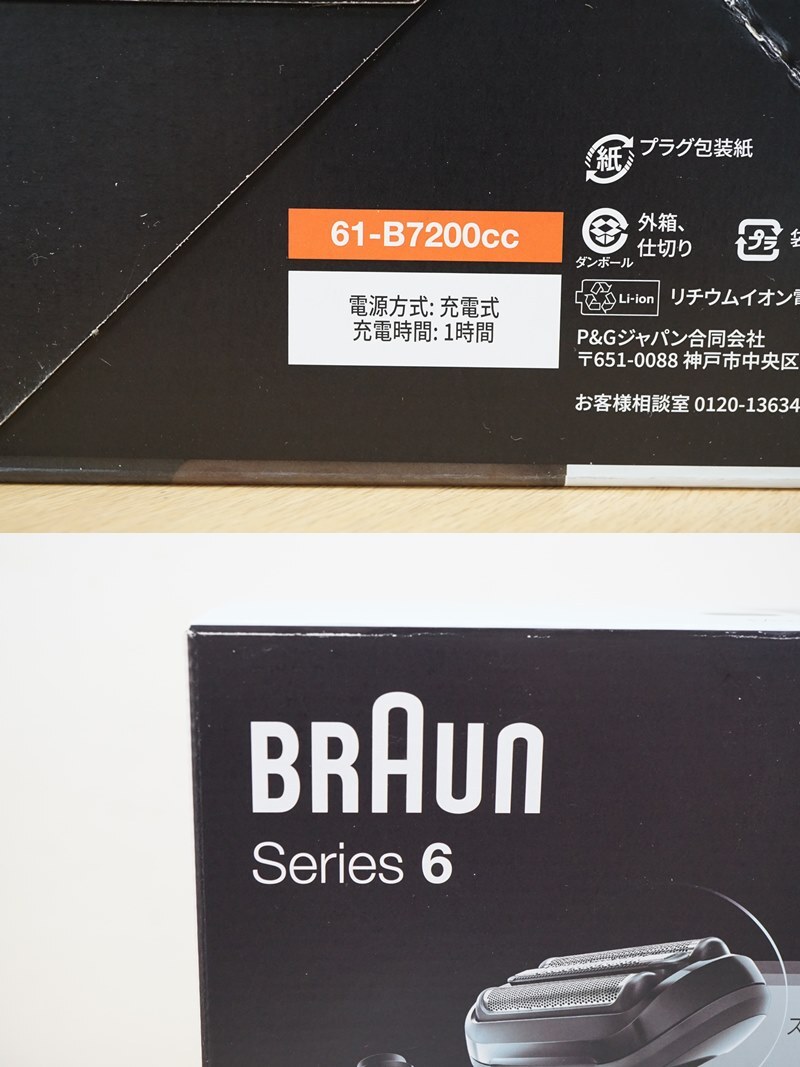 紙
プラグ包装紙
61-B7200cc
ダンボール
外箱、
仕切り
プラ
電源方式: 充電式
充電時間: 1時間
Li-ion
リチウムイオン電
P&Gジャパン合同会社
〒651-0088 神戸市中央区
お客様相談室 0120-13634
BRAUN
Series 6